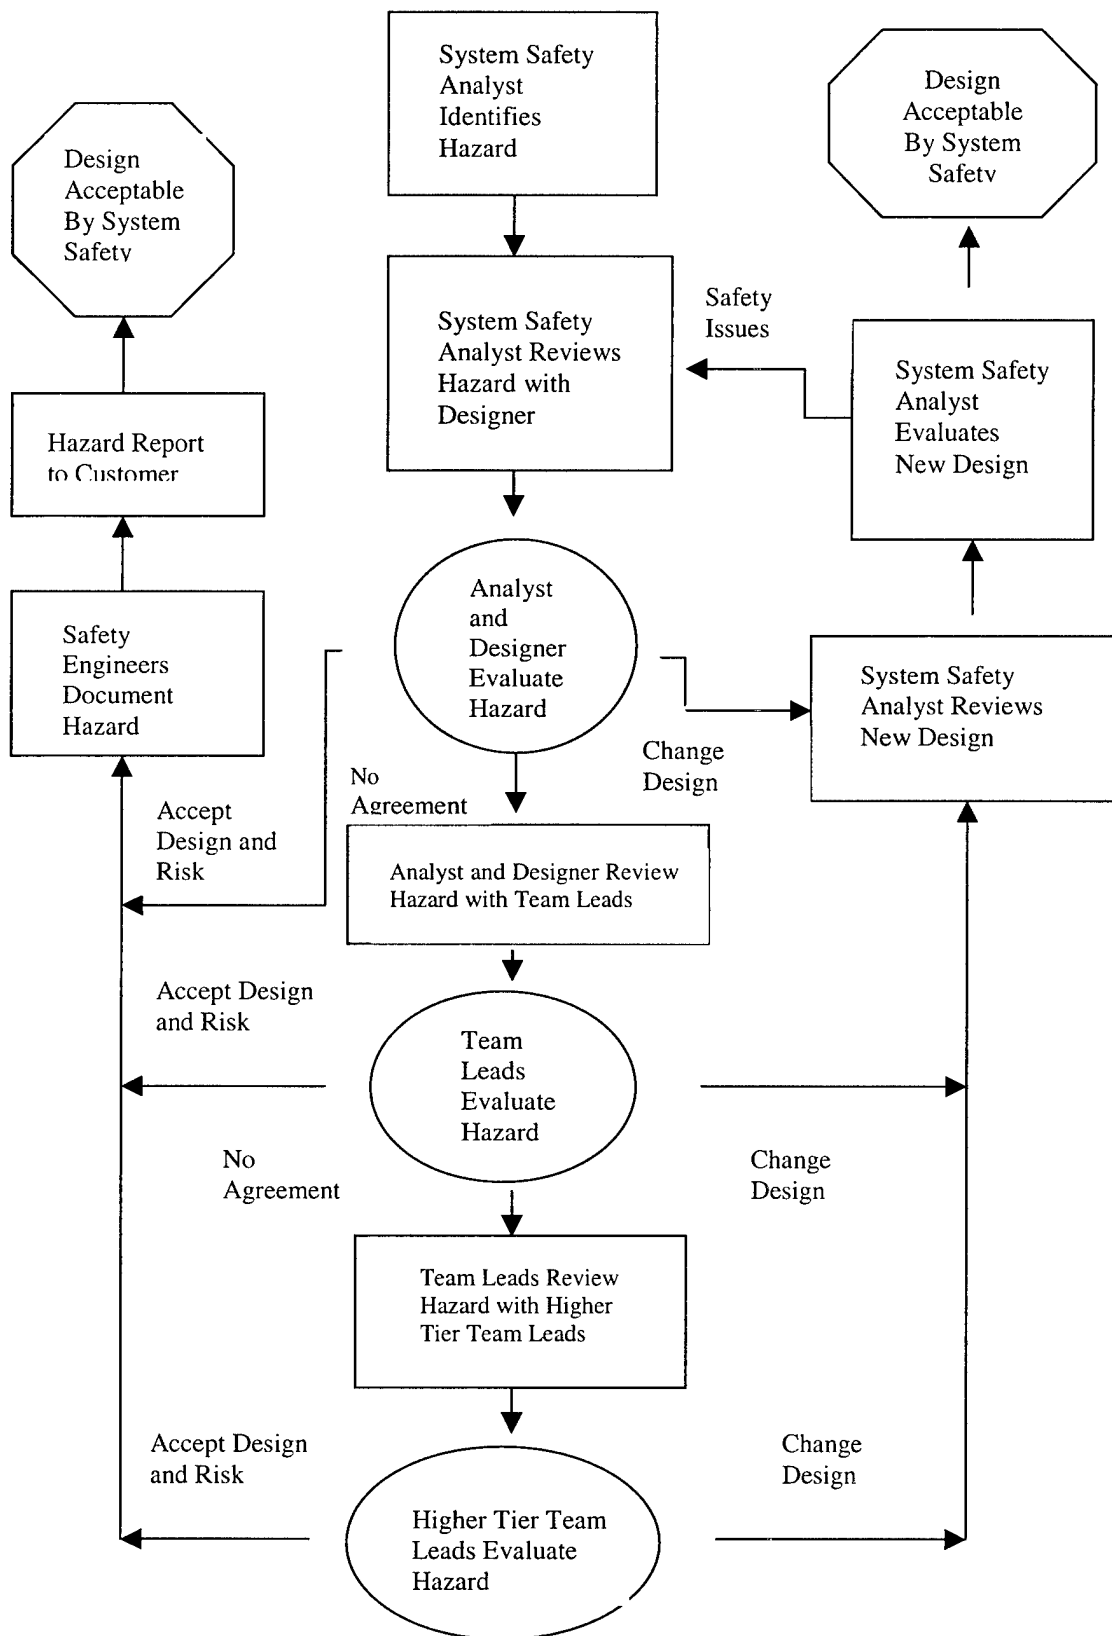 System Safety
Analyst
Identifies
Hazard
Design
Acceptable
By System
Safety
Design
Acceptable
By System
Safety
System Safety
Analyst Reviews
Hazard with
Designer
Safety
Issues
System Safety
Analyst
Evaluates
New Design
Hazard Report
to Customer
Analyst
and
Designer
Evaluate
Hazard
Safety
Engineers
Document
Hazard
System Safety
Analyst Reviews
New Design
Change
Design
No
Agreement
Accept
Design and
Risk
Analyst and Designer Review
Hazard with Team Leads
Accept Design
and Risk
Team
Leads
Evaluate
Hazard
No
Agreement
Change
Design
Team Leads Review
Hazard with Higher
Tier Team Leads
Accept Design
and Risk
Change
Design
Higher Tier Team
Leads Evaluate
Hazard